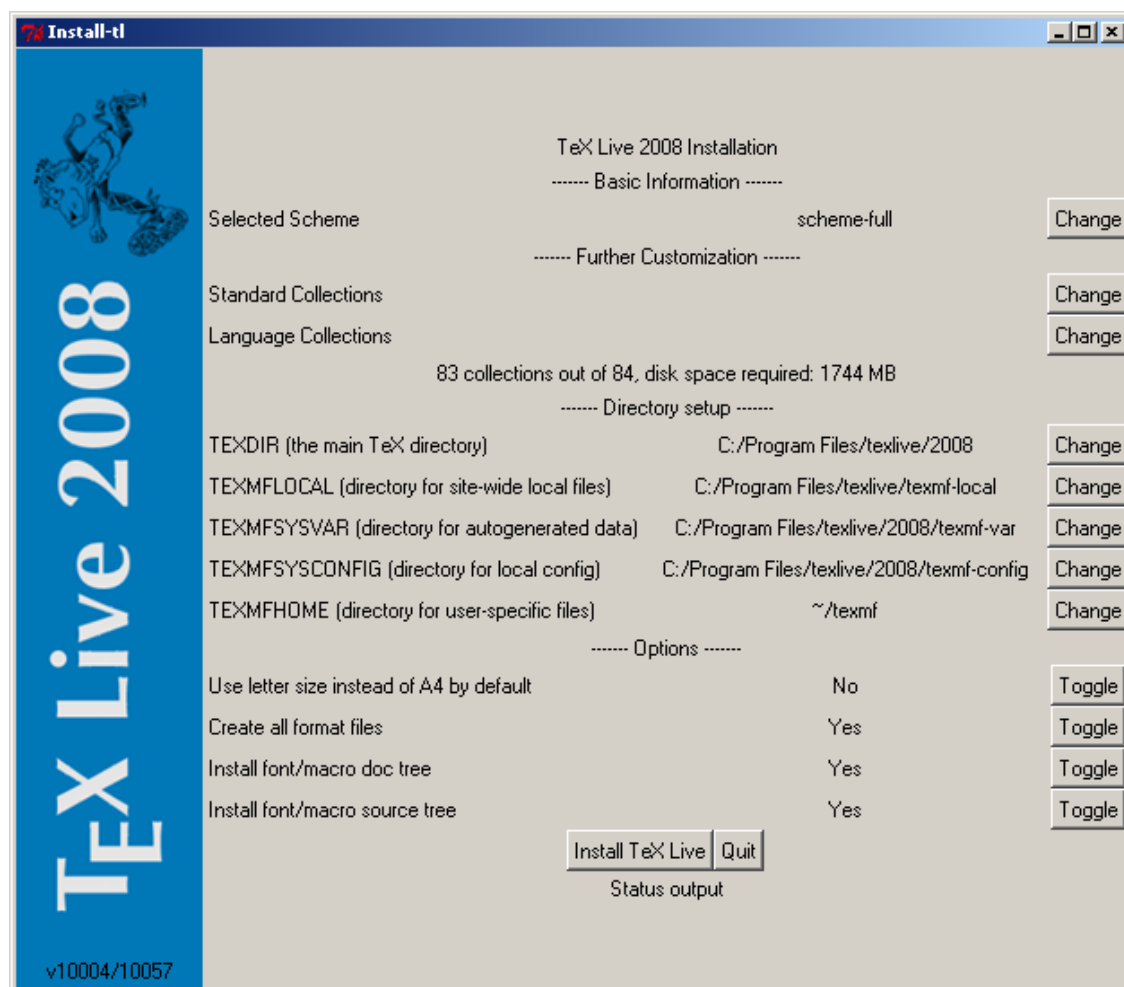 Install-tl
TeX Live 2008 Installation
------- Basic Information -------
Selected Scheme scheme-full Change
------- Further Customization -------
Standard Collections Change
Language Collections Change
83 collections out of 84, disk space required: 1744 MB
------- Directory setup -------
TEXDIR (the main TeX directory) C:/Program Files/texlive/2008 Change
TEXMFLOCAL (directory for site-wide local files) C:/Program Files/texlive/texmf-local Change
TEXMFSYSVAR (directory for autogenerated data) C:/Program Files/texlive/2008/texmf-var Change
TEXMFSYSCONFIG (directory for local config) C:/Program Files/texlive/2008/texmf-config Change
TEXMFHOME (directory for user-specific files) ~/texmf Change
------- Options -------
Use letter size instead of A4 by default No Toggle
Create all format files Yes Toggle
Install font/macro doc tree Yes Toggle
Install font/macro source tree Yes Toggle
Install TeX Live Quit
Status output
TEX Live 2008
v10004/10057